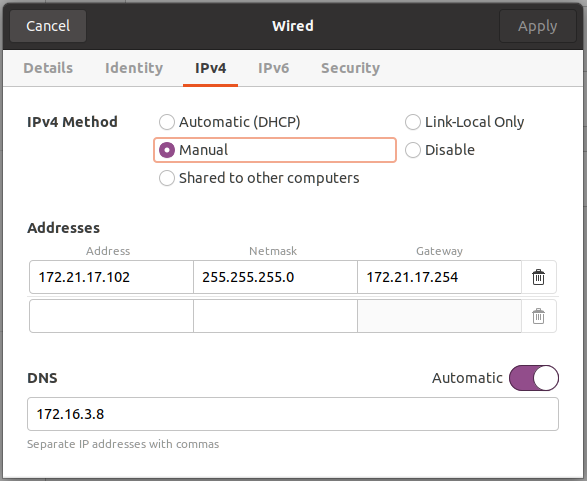 Cancel Wired Apply
Details Identity IPv4 IPv6 Security
IPv4 Method Automatic (DHCP) Link-Local Only
Manual Disable
Shared to other computers
Addresses
Address Netmask Gateway
172.21.17.102 255.255.255.0 172.21.17.254
DNS Automatic
172.16.3.8
Separate IP addresses with commas